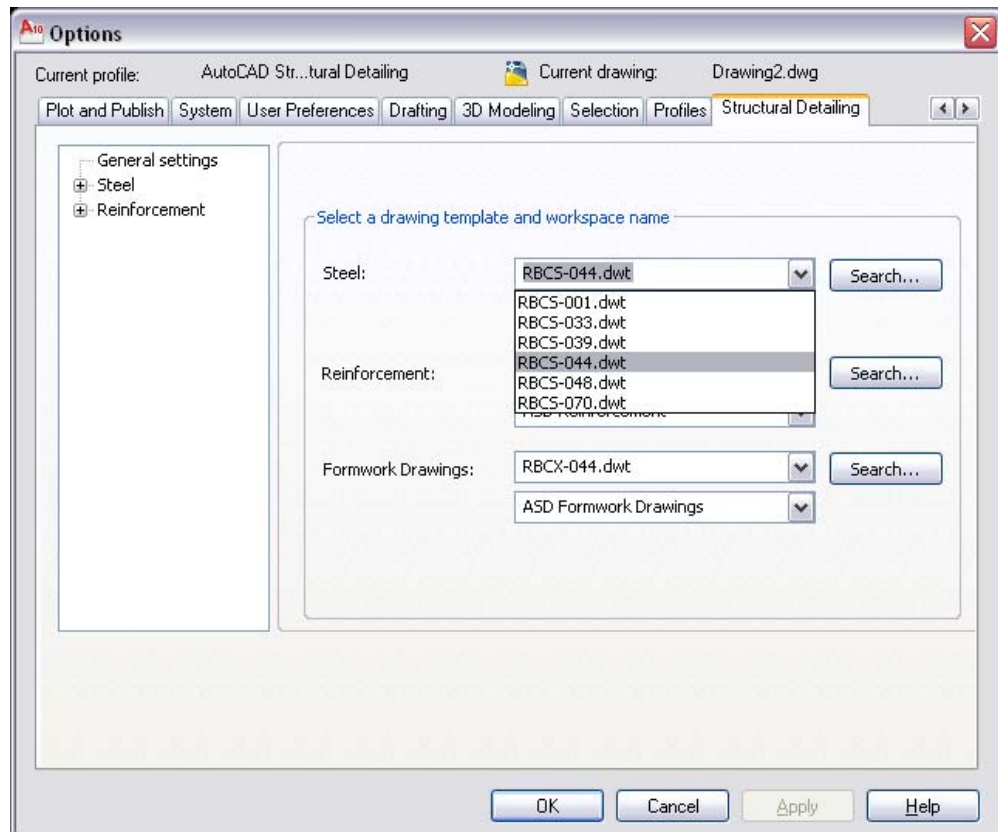 A10 Options
Current profile: AutoCAD Str...tural Detailing Current drawing: Drawing2.dwg
Plot and Publish System User Preferences Drafting 3D Modeling Selection Profiles Structural Detailing
General settings
Steel
Reinforcement
Select a drawing template and workspace name
Steel: RBCS-044.dwt Search...
RBCS-001.dwt
RBCS-033.dwt
RBCS-039.dwt
RBCS-044.dwt
Reinforcement: Search...
RBCS-048.dwt
RBCS-070.dwt
ASD Reinforcement
Formwork Drawings: RBCX-044.dwt Search...
ASD Formwork Drawings
OK Cancel Apply Help